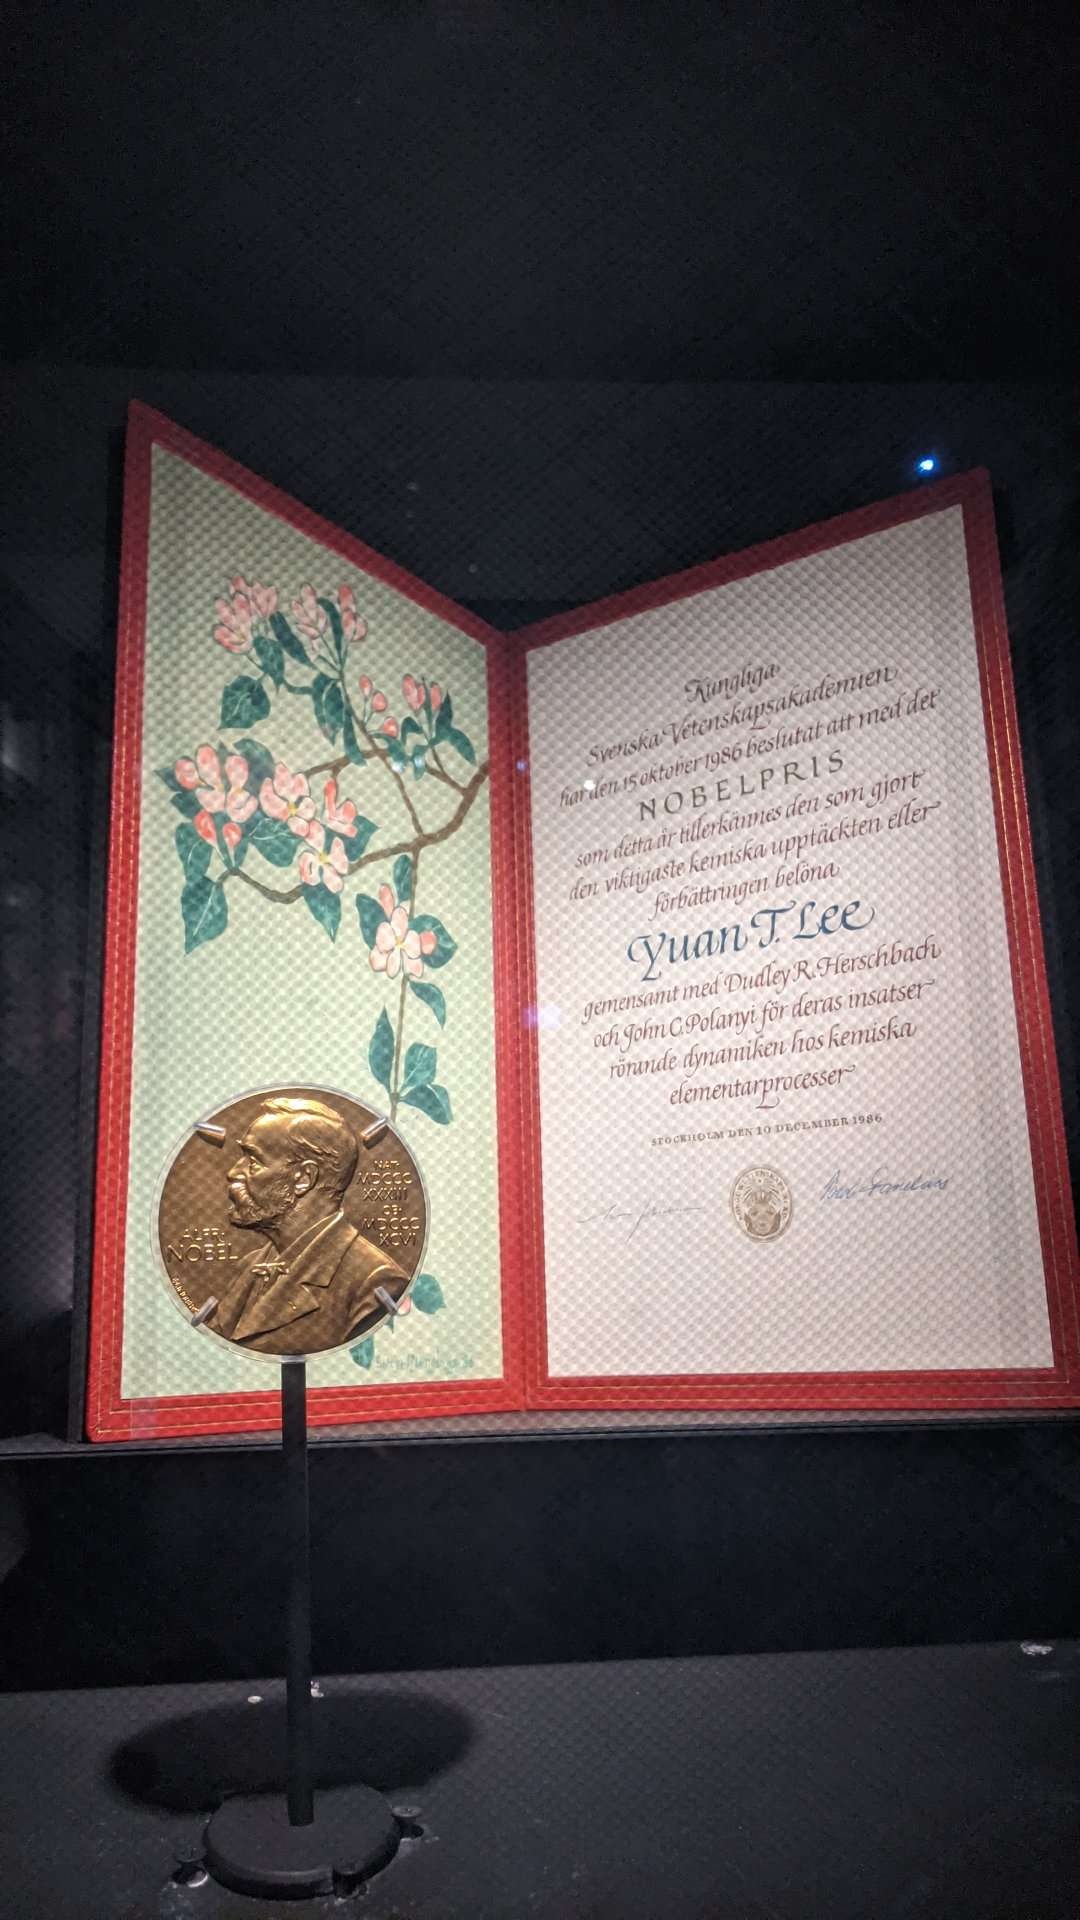 Kungliga
Svenska Vetenskapsakademien
har den 15 oktober 1986 beslutat att med det
NOBELPRIS
som detta år tillerkännes den som gjort
den viktigaste kemiska upptäckten eller
förbättringen belöna
Yuan T. Lee
gemensamt med Dudley R. Herschbach
och John C. Polanyi för deras insatser
rörande dynamiken hos kemiska
elementarprocesser
STOCKHOLM DEN 10 DECEMBER 1986
ALFR·
NOBEL
NAT·
MDCCC
XXXIII
OB·
MDCCC
XCVI